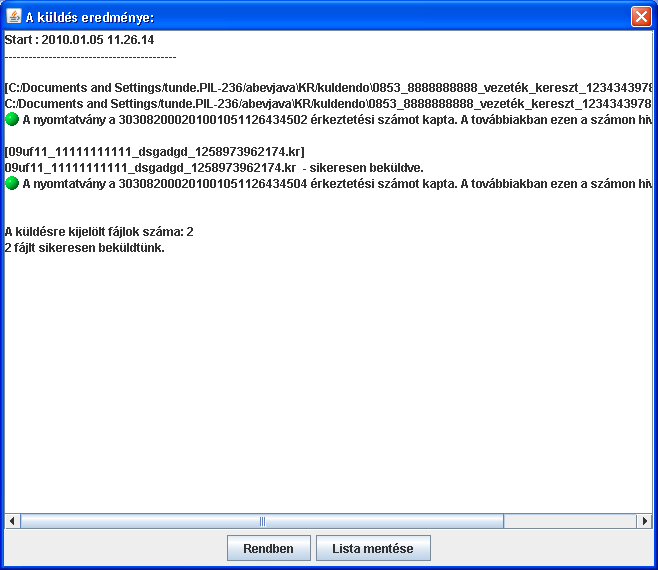 A küldés eredménye:
Start : 2010.01.05 11.26.14
-------------------------------------------
[C:/Documents and Settings/tunde.PIL-236/abevjava\KR/kuldendo\0853_8888888888_vezeték_kereszt_1234343978
C:/Documents and Settings/tunde.PIL-236/abevjava\KR/kuldendo\0853_8888888888_vezeték_kereszt_1234343978
A nyomtatvány a 303082000201001051126434502 érkeztetési számot kapta. A továbbiakban ezen a számon hiv
[09uf11_11111111111_dsgadgd_1258973962174.kr]
09uf11_11111111111_dsgadgd_1258973962174.kr - sikeresen beküldve.
A nyomtatvány a 303082000201001051126434504 érkeztetési számot kapta. A továbbiakban ezen a számon hiv
A küldésre kijelölt fájlok száma: 2
2 fájlt sikeresen beküldtünk.
Rendben
Lista mentése